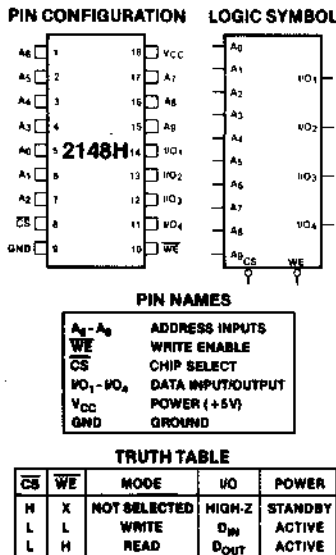 PIN CONFIGURATION LOGIC SYMBOL
A6 1 18 VCC
A5 2 17 A7
A4 3 16 A8
A3 4 15 A9
A0 5 2148H 14 I/O1
A1 6 13 I/O2
A2 7 12 I/O3
CS 8 11 I/O4
GND 9 10 WE
A0
A1
A2
A3
A4
A5
A6
A7
A8
A9
I/O1
I/O2
I/O3
I/O4
CS WE
PIN NAMES
A0-A9 ADDRESS INPUTS
WE WRITE ENABLE
CS CHIP SELECT
I/O1-I/O4 DATA INPUT/OUTPUT
VCC POWER (+5V)
GND GROUND
TRUTH TABLE
CS WE MODE I/O POWER
H X NOT SELECTED HIGH-Z STANDBY
L L WRITE DIN ACTIVE
L H READ DOUT ACTIVE